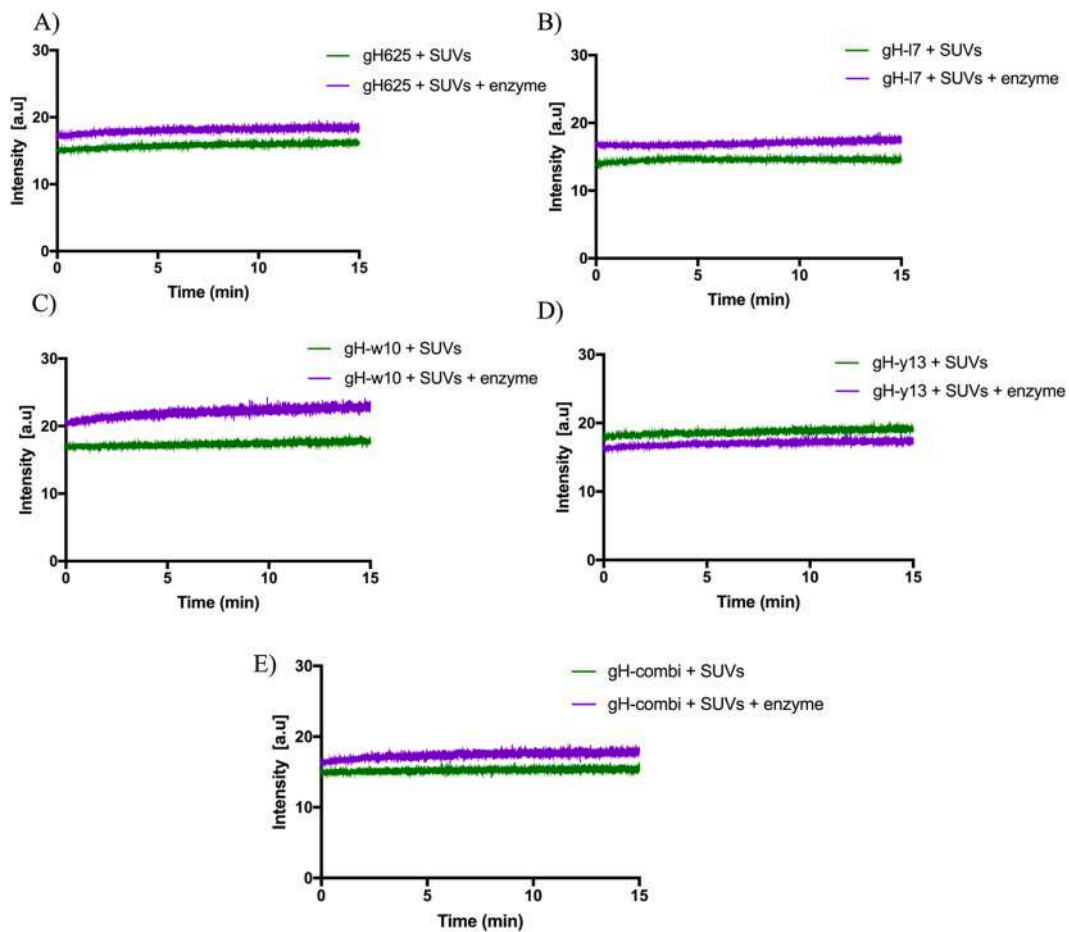 A)
gH625 + SUVs
gH625 + SUVs + enzyme
30
20
10
0
Intensity [a.u]
0 5 10 15
Time (min)
B)
gH-l7 + SUVs
gH-l7 + SUVs + enzyme
30
20
10
0
Intensity [a.u]
0 5 10 15
Time (min)
C)
gH-w10 + SUVs
gH-w10 + SUVs + enzyme
30
20
10
0
Intensity [a.u]
0 5 10 15
Time (min)
D)
gH-y13 + SUVs
gH-y13 + SUVs + enzyme
30
20
10
0
Intensity [a.u]
0 5 10 15
Time (min)
E)
gH-combi + SUVs
gH-combi + SUVs + enzyme
30
20
10
0
Intensity [a.u]
0 5 10 15
Time (min)